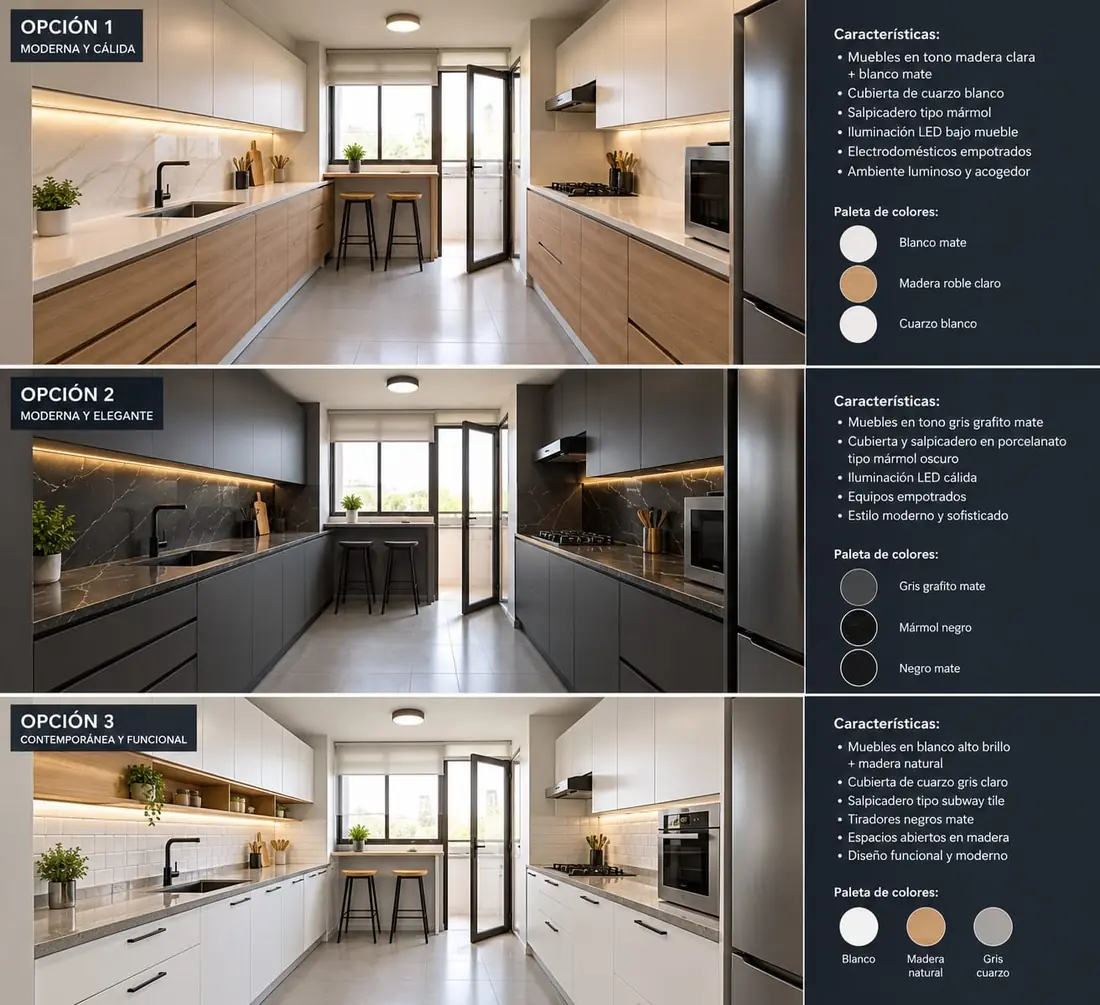 OPCIÓN 1
MODERNA Y CÁLIDA
Características:
• Muebles en tono madera clara
+ blanco mate
• Cubierta de cuarzo blanco
• Salpicadero tipo mármol
• Iluminación LED bajo mueble
• Electrodomésticos empotrados
• Ambiente luminoso y acogedor
Paleta de colores:
Blanco mate
Madera roble claro
Cuarzo blanco
OPCIÓN 2
MODERNA Y ELEGANTE
Características:
• Muebles en tono gris grafito mate
• Cubierta y salpicadero en porcelanato
tipo mármol oscuro
• Iluminación LED cálida
• Equipos empotrados
• Estilo moderno y sofisticado
Paleta de colores:
Gris grafito mate
Mármol negro
Negro mate
OPCIÓN 3
CONTEMPORÁNEA Y FUNCIONAL
Características:
• Muebles en blanco alto brillo
+ madera natural
• Cubierta de cuarzo gris claro
• Salpicadero tipo subway tile
• Tiradores negros mate
• Espacios abiertos en madera
• Diseño funcional y moderno
Paleta de colores:
Blanco
Madera
natural
Gris
cuarzo